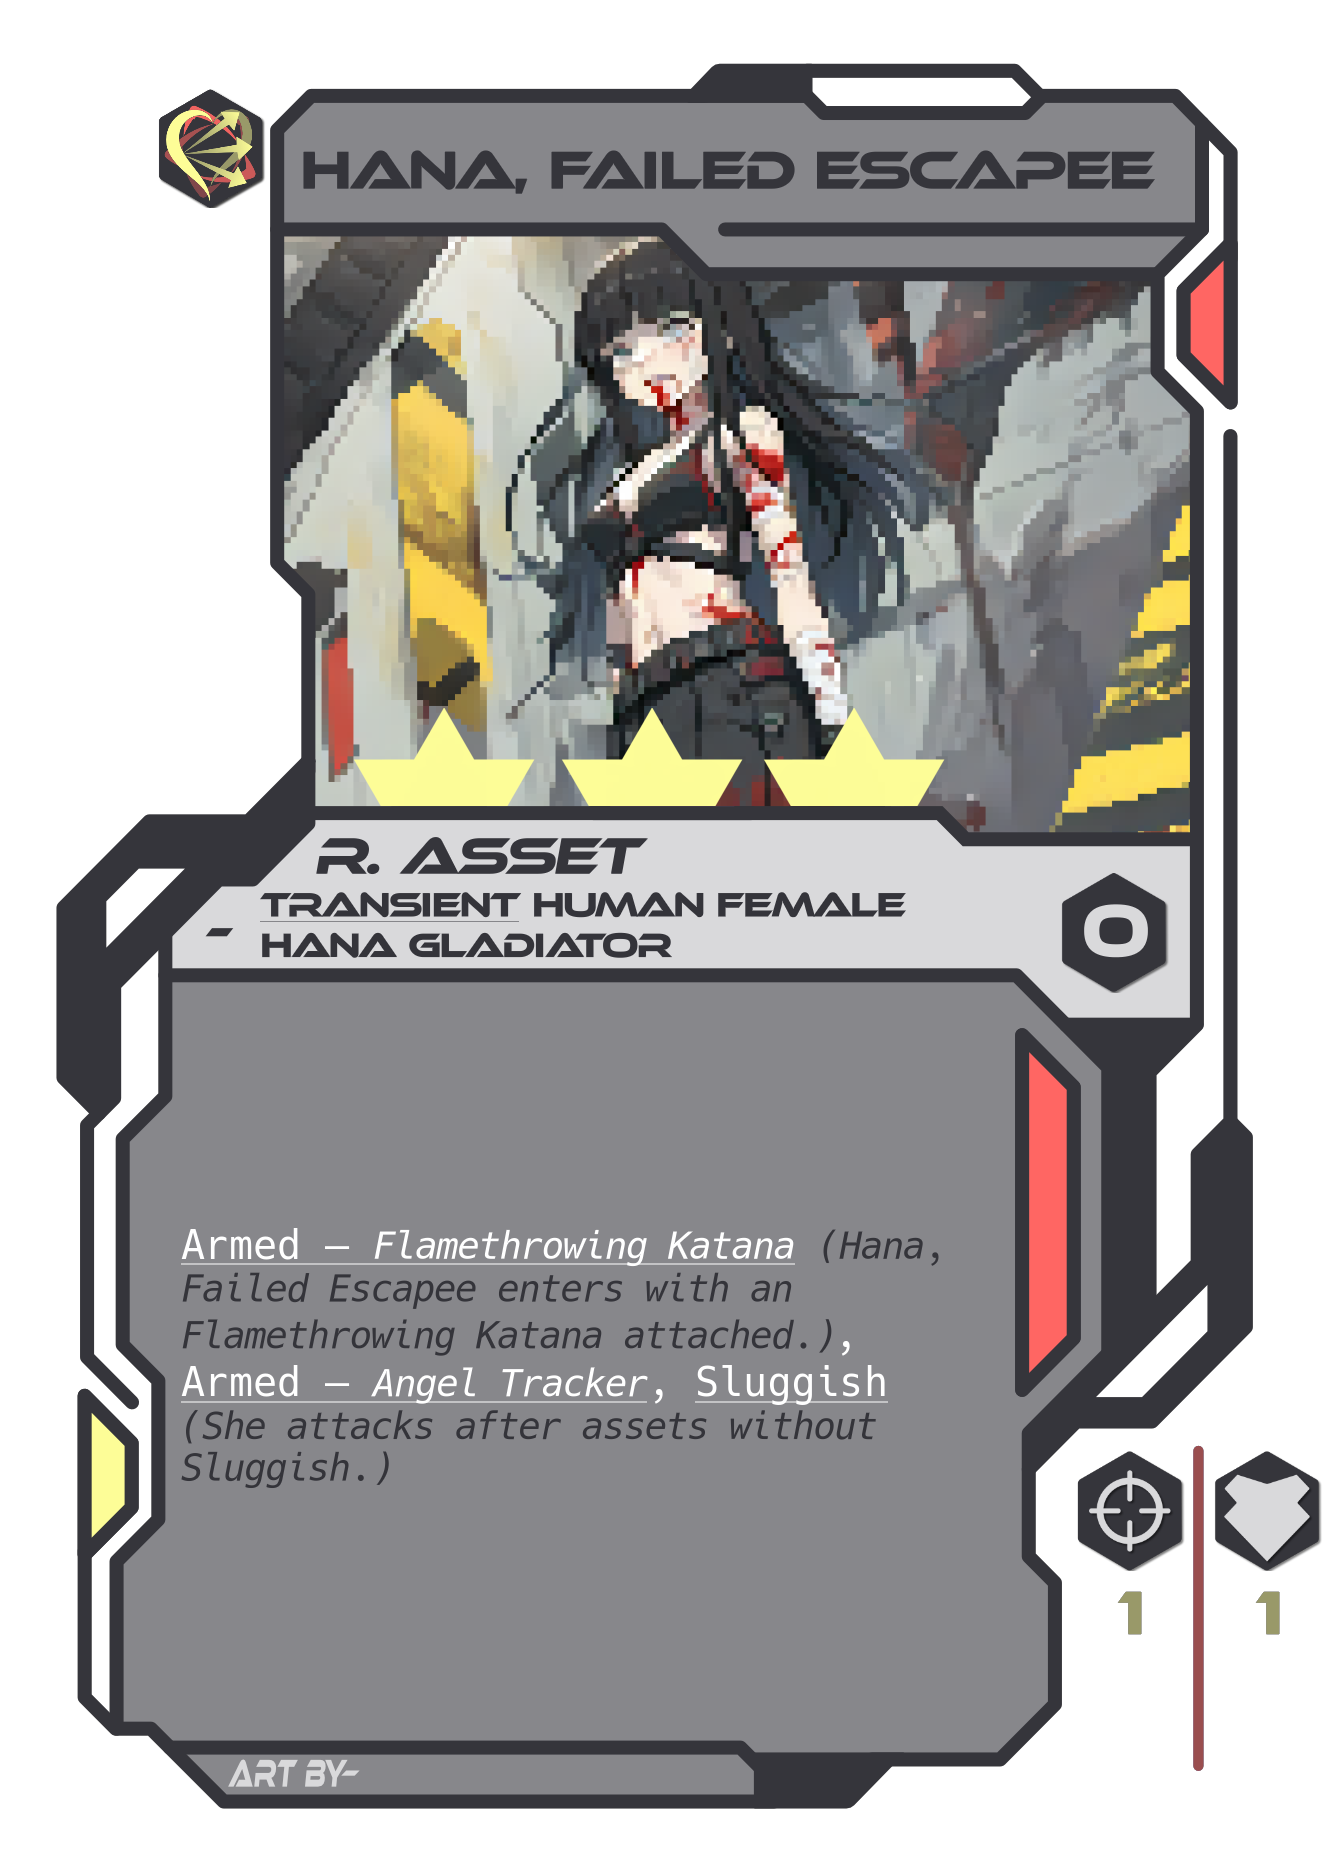 HANA, FAILED ESCAPEE
R. ASSET
- TRANSIENT HUMAN FEMALE
HANA GLADIATOR
0
Armed – Flamethrowing Katana (Hana,
Failed Escapee enters with an
Flamethrowing Katana attached.),
Armed – Angel Tracker, Sluggish
(She attacks after assets without
Sluggish.)
1 1
ART BY-